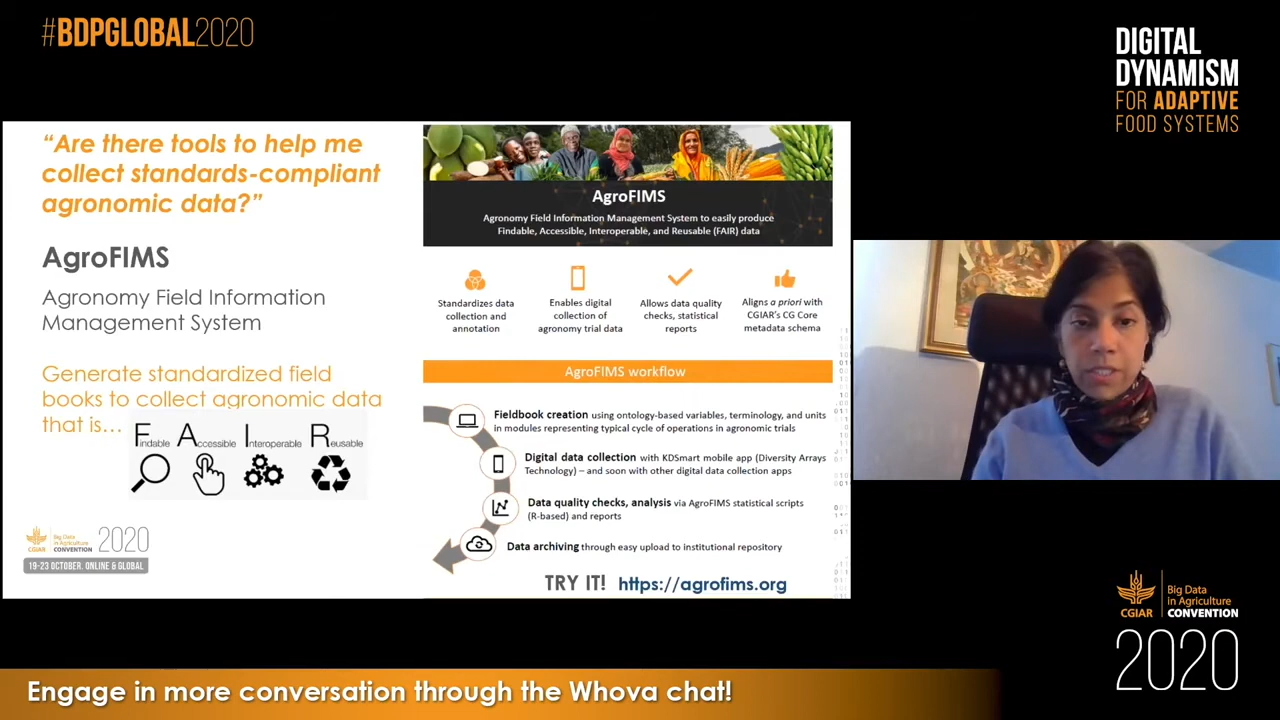 #BDPGLOBAL2020
DIGITAL
DYNAMISM
FOR ADAPTIVE
FOOD SYSTEMS
“Are there tools to help me
collect standards-compliant
agronomic data?”
AgroFIMS
Agronomy Field Information
Management System
Generate standardized field
books to collect agronomic data
that is...
Findable Accessible Interoperable Reusable
CGIAR
Big Data
in Agriculture
CONVENTION
2020
19-23 OCTOBER. ONLINE & GLOBAL
AgroFIMS
Agronomy Field Information Management System to easily produce
Findable, Accessible, Interoperable, and Reusable (FAIR) data
Standardizes data
collection and
annotation
Enables digital
collection of
agronomy trial data
Allows data quality
checks, statistical
reports
Aligns a priori with
CGIAR’s CG Core
metadata schema
AgroFIMS workflow
Fieldbook creation using ontology-based variables, terminology, and units
in modules representing typical cycle of operations in agronomic trials
Digital data collection with KDSmart mobile app (Diversity Arrays
Technology) – and soon with other digital data collection apps
Data quality checks, analysis via AgroFIMS statistical scripts
(R-based) and reports
Data archiving through easy upload to institutional repository
TRY IT! https://agrofims.org
CGIAR
Big Data
in Agriculture
CONVENTION
2020
Engage in more conversation through the Whova chat!